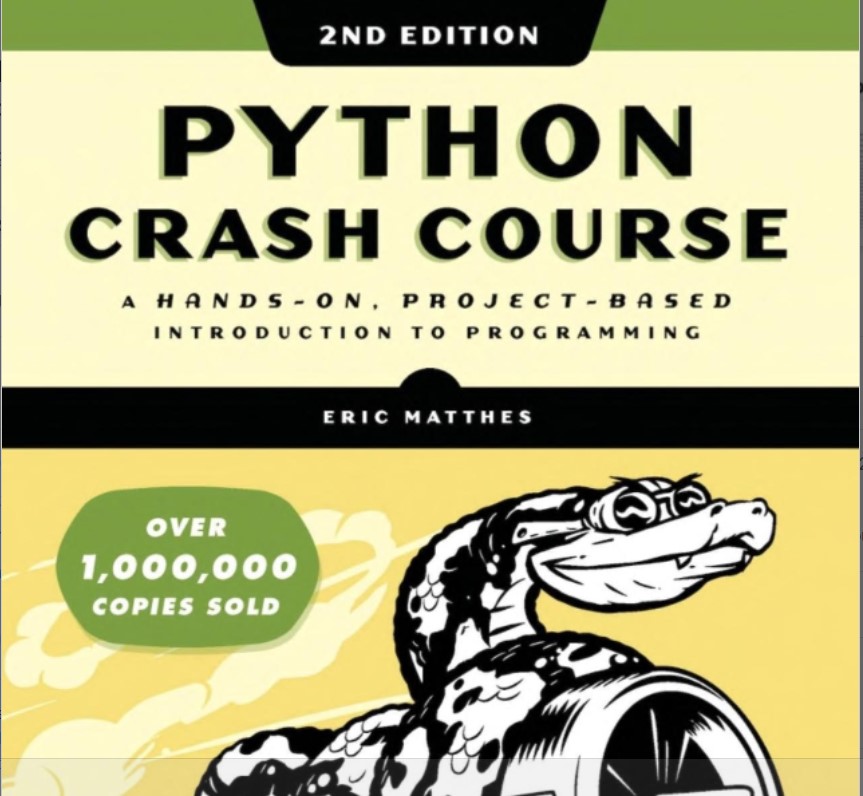 2ND EDITION
PYTHON
CRASH COURSE
A HANDS-ON, PROJECT-BASED
INTRODUCTION TO PROGRAMMING
ERIC MATTHES
OVER
1,000,000
COPIES SOLD